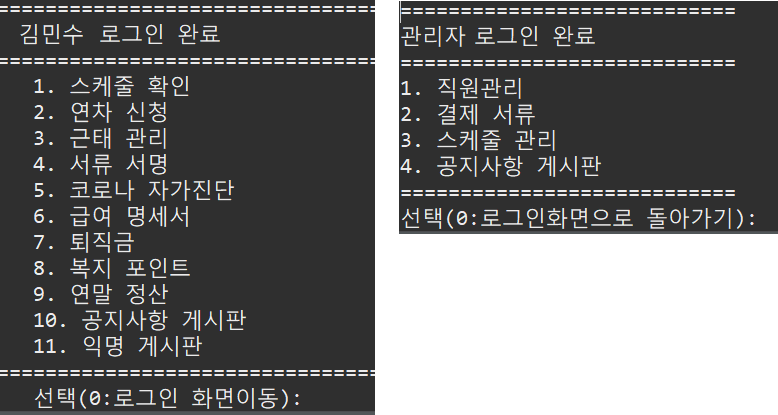 ===============================
김민수 로그인 완료
===============================
1. 스케줄 확인
2. 연차 신청
3. 근태 관리
4. 서류 서명
5. 코로나 자가진단
6. 급여 명세서
7. 퇴직금
8. 복지 포인트
9. 연말 정산
10. 공지사항 게시판
11. 익명 게시판
===============================
선택(0:로그인 화면이동):
============================
관리자 로그인 완료
============================
1. 직원관리
2. 결제 서류
3. 스케줄 관리
4. 공지사항 게시판
============================
선택(0:로그인화면으로 돌아가기):